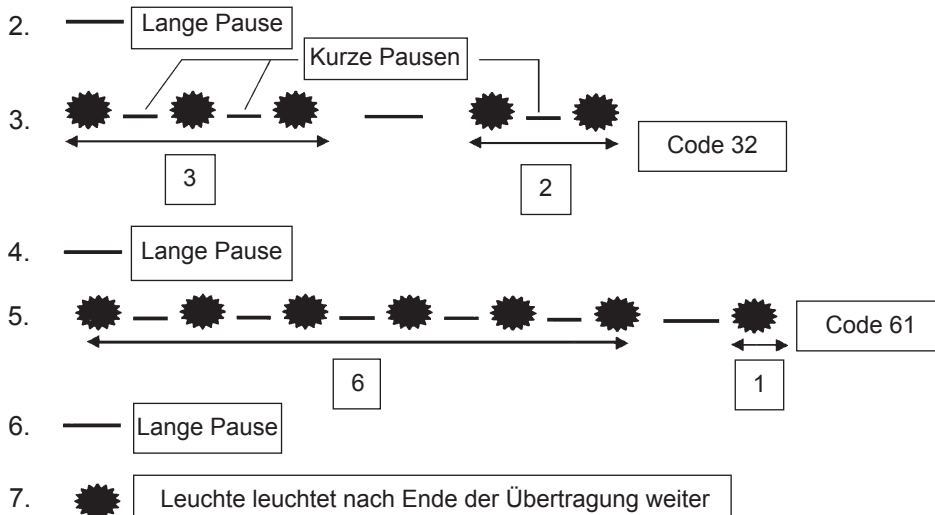 2. Lange Pause
Kurze Pausen
3.
Code 32
3 2
4. Lange Pause
5.
Code 61
6 1
6. Lange Pause
7. Leuchte leuchtet nach Ende der Übertragung weiter